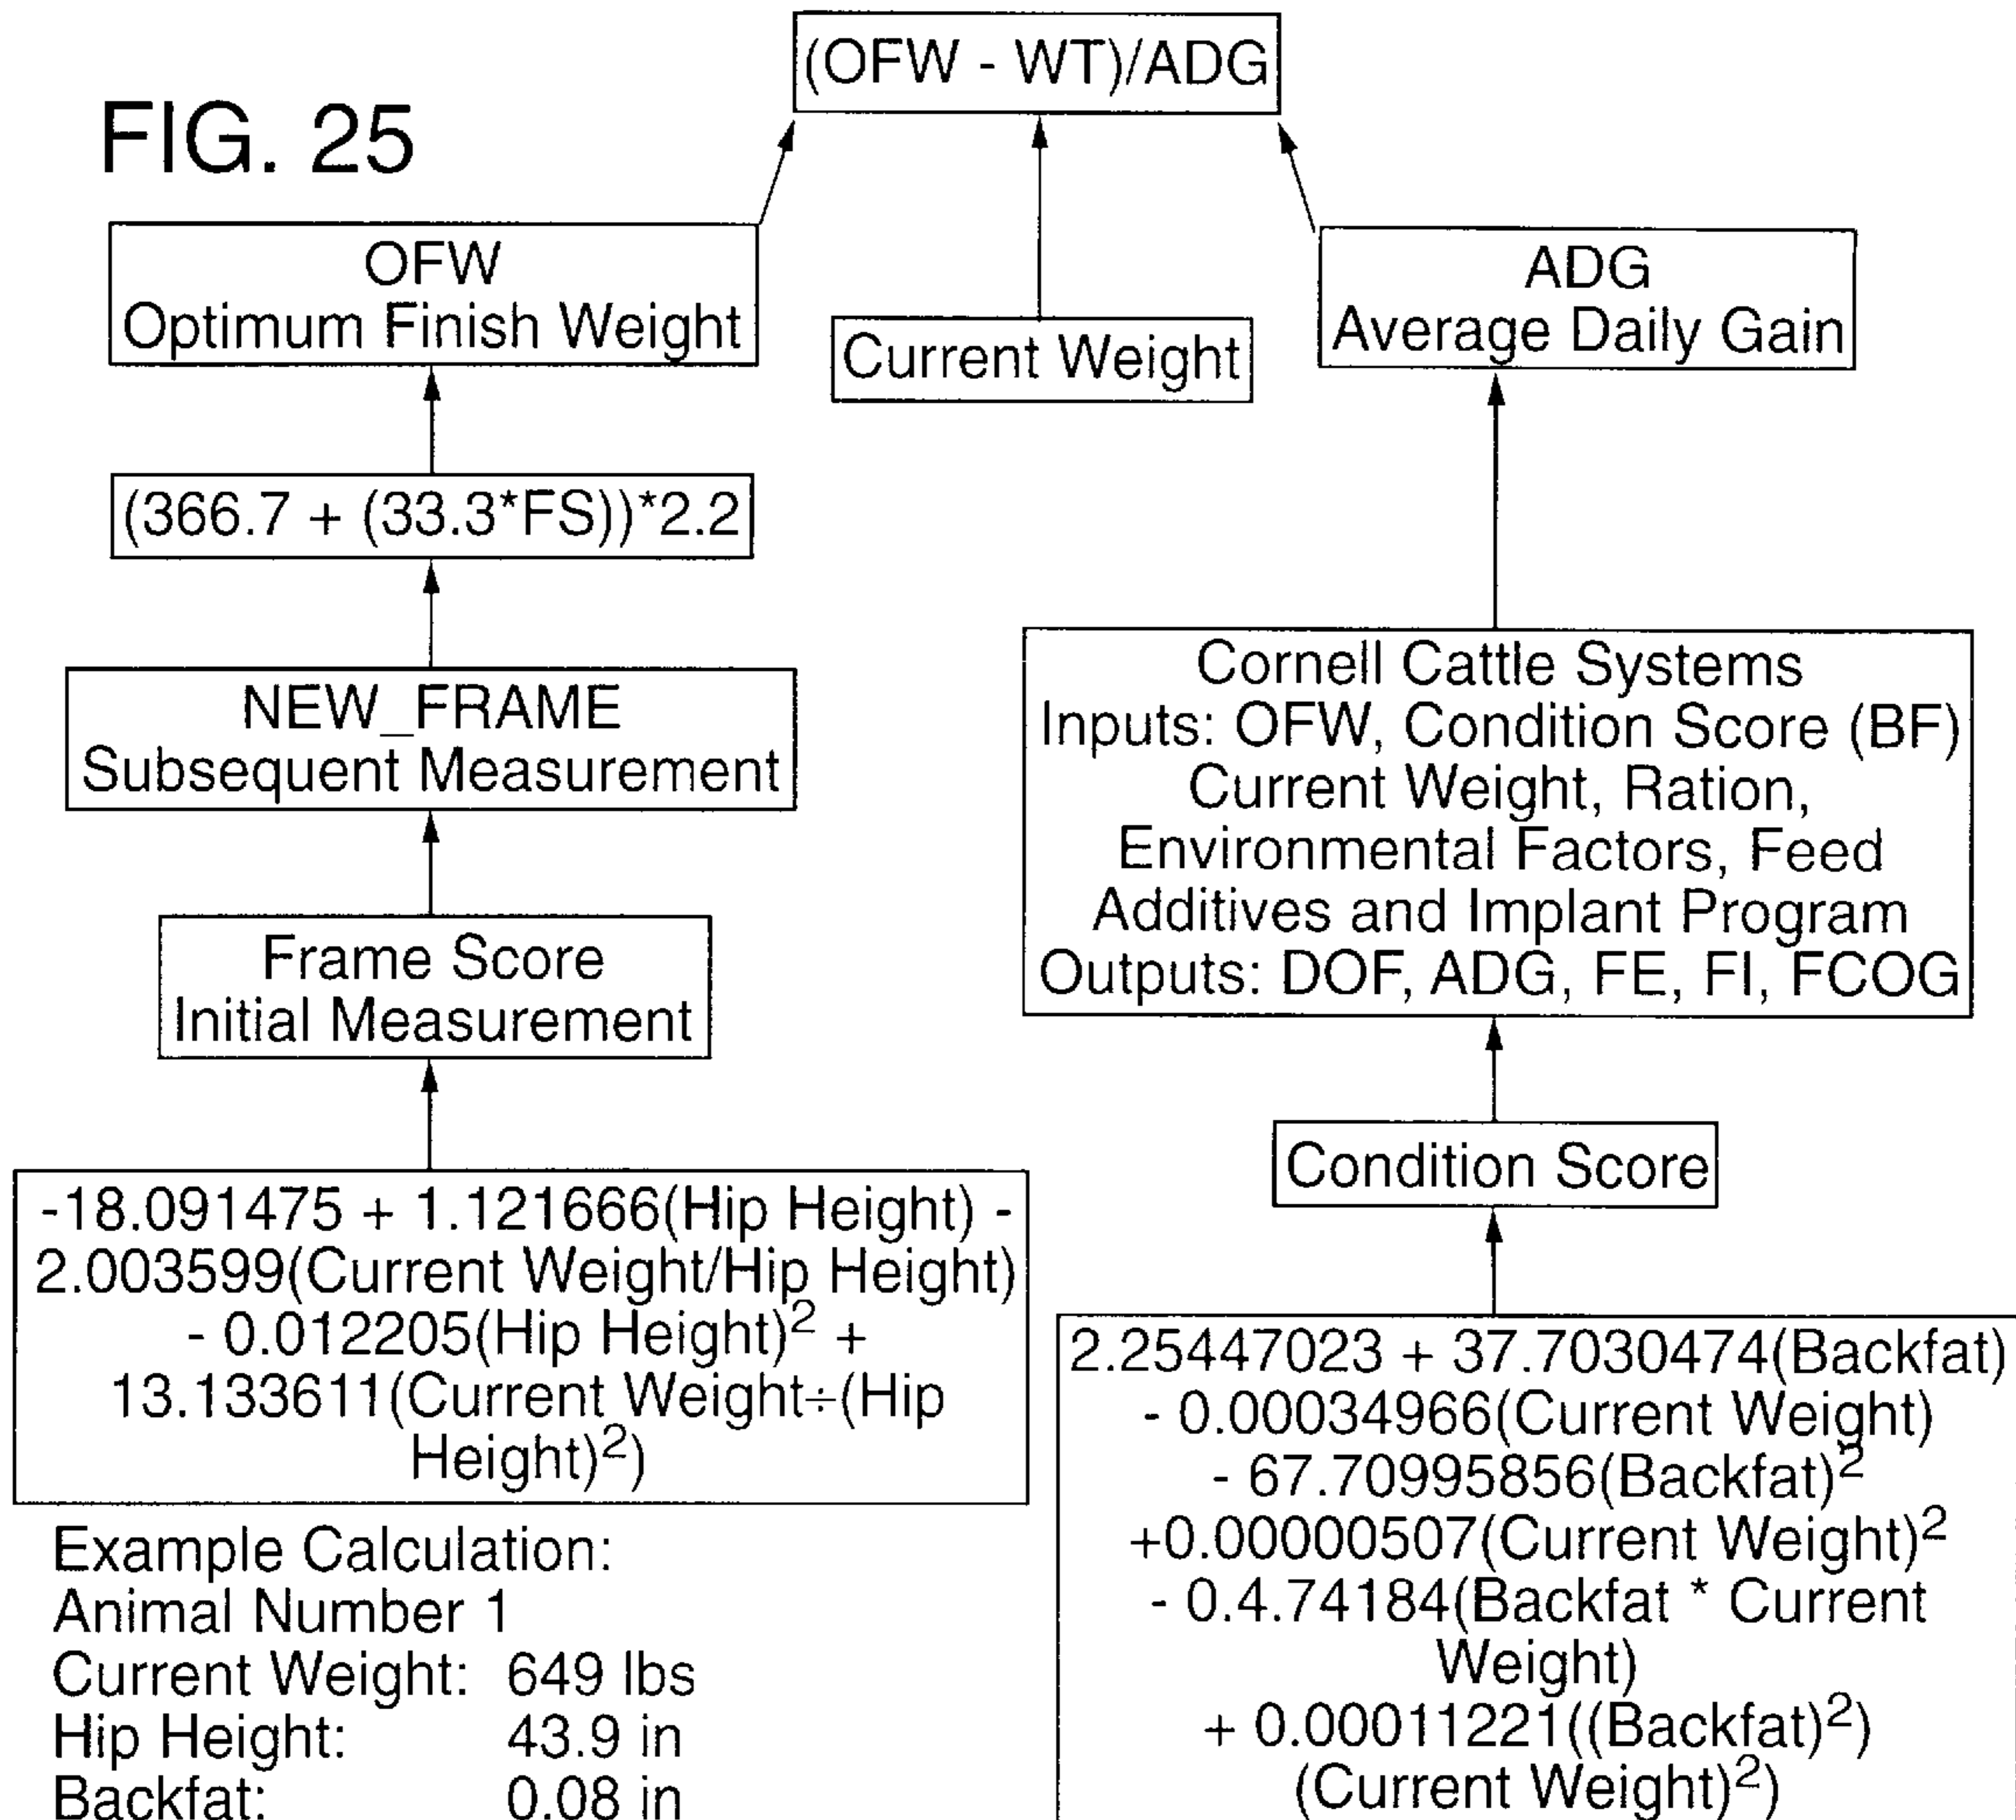 FIG. 25
(OFW - WT)/ADG
OFW
Optimum Finish Weight
Current Weight
ADG
Average Daily Gain
(366.7 + (33.3*FS))*2.2
NEW_FRAME
Subsequent Measurement
Frame Score
Initial Measurement
-18.091475 + 1.121666(Hip Height) -
2.003599(Current Weight/Hip Height)
- 0.012205(Hip Height)² +
13.133611(Current Weight÷(Hip
Height)²)
Cornell Cattle Systems
Inputs: OFW, Condition Score (BF)
Current Weight, Ration,
Environmental Factors, Feed
Additives and Implant Program
Outputs: DOF, ADG, FE, FI, FCOG
Condition Score
2.25447023 + 37.7030474(Backfat)
- 0.00034966(Current Weight)
- 67.70995856(Backfat)²
+0.00000507(Current Weight)²
- 0.4.74184(Backfat * Current
Weight)
+ 0.00011221((Backfat)²)
(Current Weight)²)
Example Calculation:
Animal Number 1
Current Weight: 649 lbs
Hip Height: 43.9 in
Backfat: 0.08 in